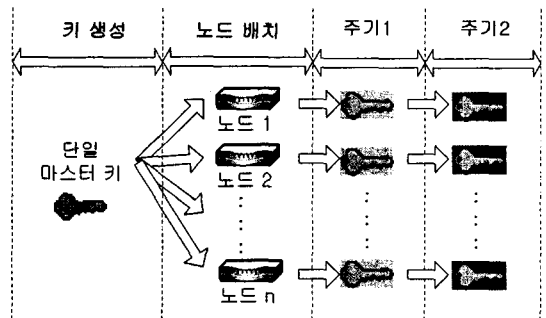 키 생성
노드 배치
주기1
주기2
단일
마스터 키
노드 1
노드 2
노드 n